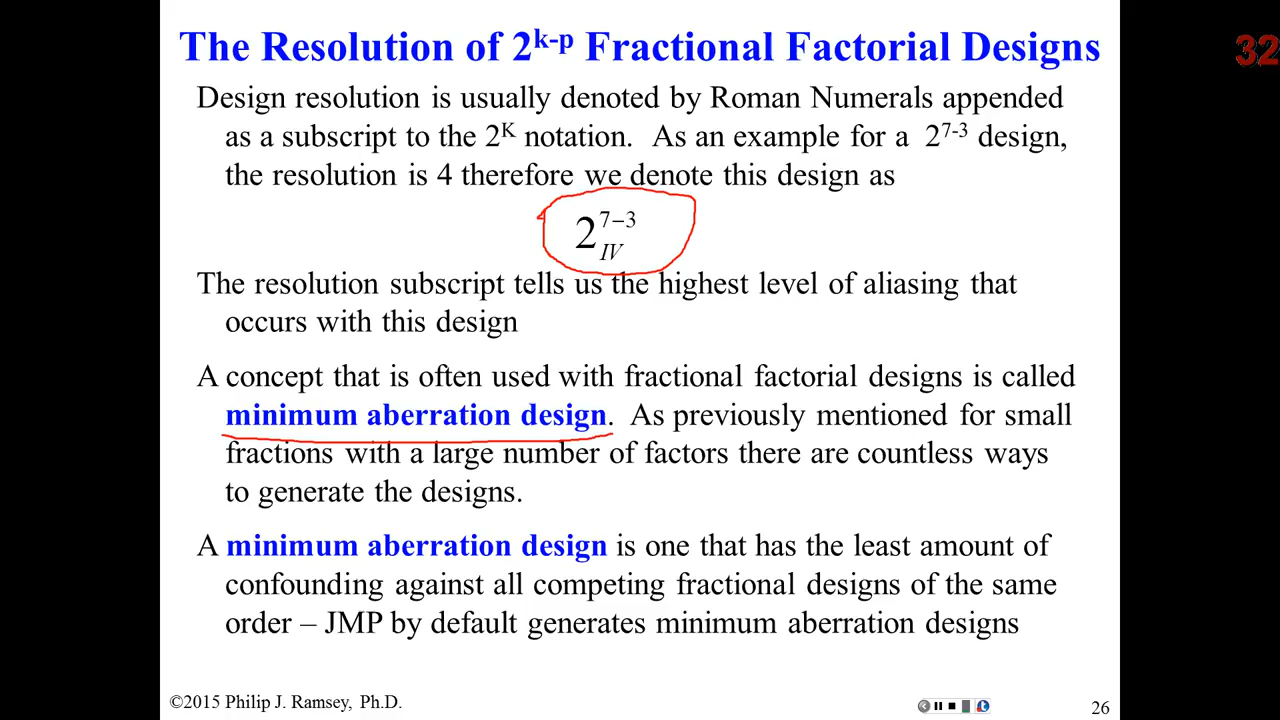 The Resolution of 2^k-p Fractional Factorial Designs
32
Design resolution is usually denoted by Roman Numerals appended
as a subscript to the 2^K notation. As an example for a 2^7-3 design,
the resolution is 4 therefore we denote this design as
2_IV^7−3
The resolution subscript tells us the highest level of aliasing that
occurs with this design
A concept that is often used with fractional factorial designs is called
minimum aberration design. As previously mentioned for small
fractions with a large number of factors there are countless ways
to generate the designs.
A minimum aberration design is one that has the least amount of
confounding against all competing fractional designs of the same
order – JMP by default generates minimum aberration designs
©2015 Philip J. Ramsey, Ph.D.
26